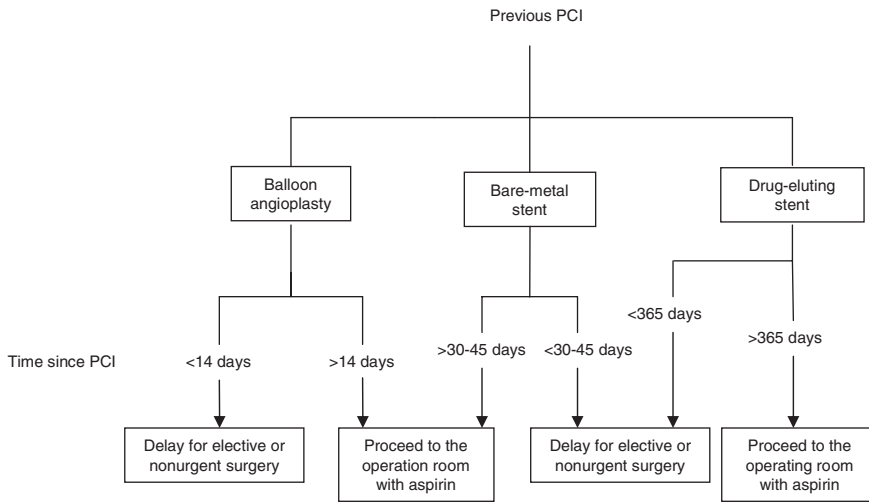 Previous PCI
Balloon
angioplasty
Bare-metal
stent
Drug-eluting
stent
Time since PCI
<14 days
>14 days
>30-45 days
<30-45 days
<365 days
>365 days
Delay for elective or
nonurgent surgery
Proceed to the
operation room
with aspirin
Delay for elective or
nonurgent surgery
Proceed to the
operating room
with aspirin